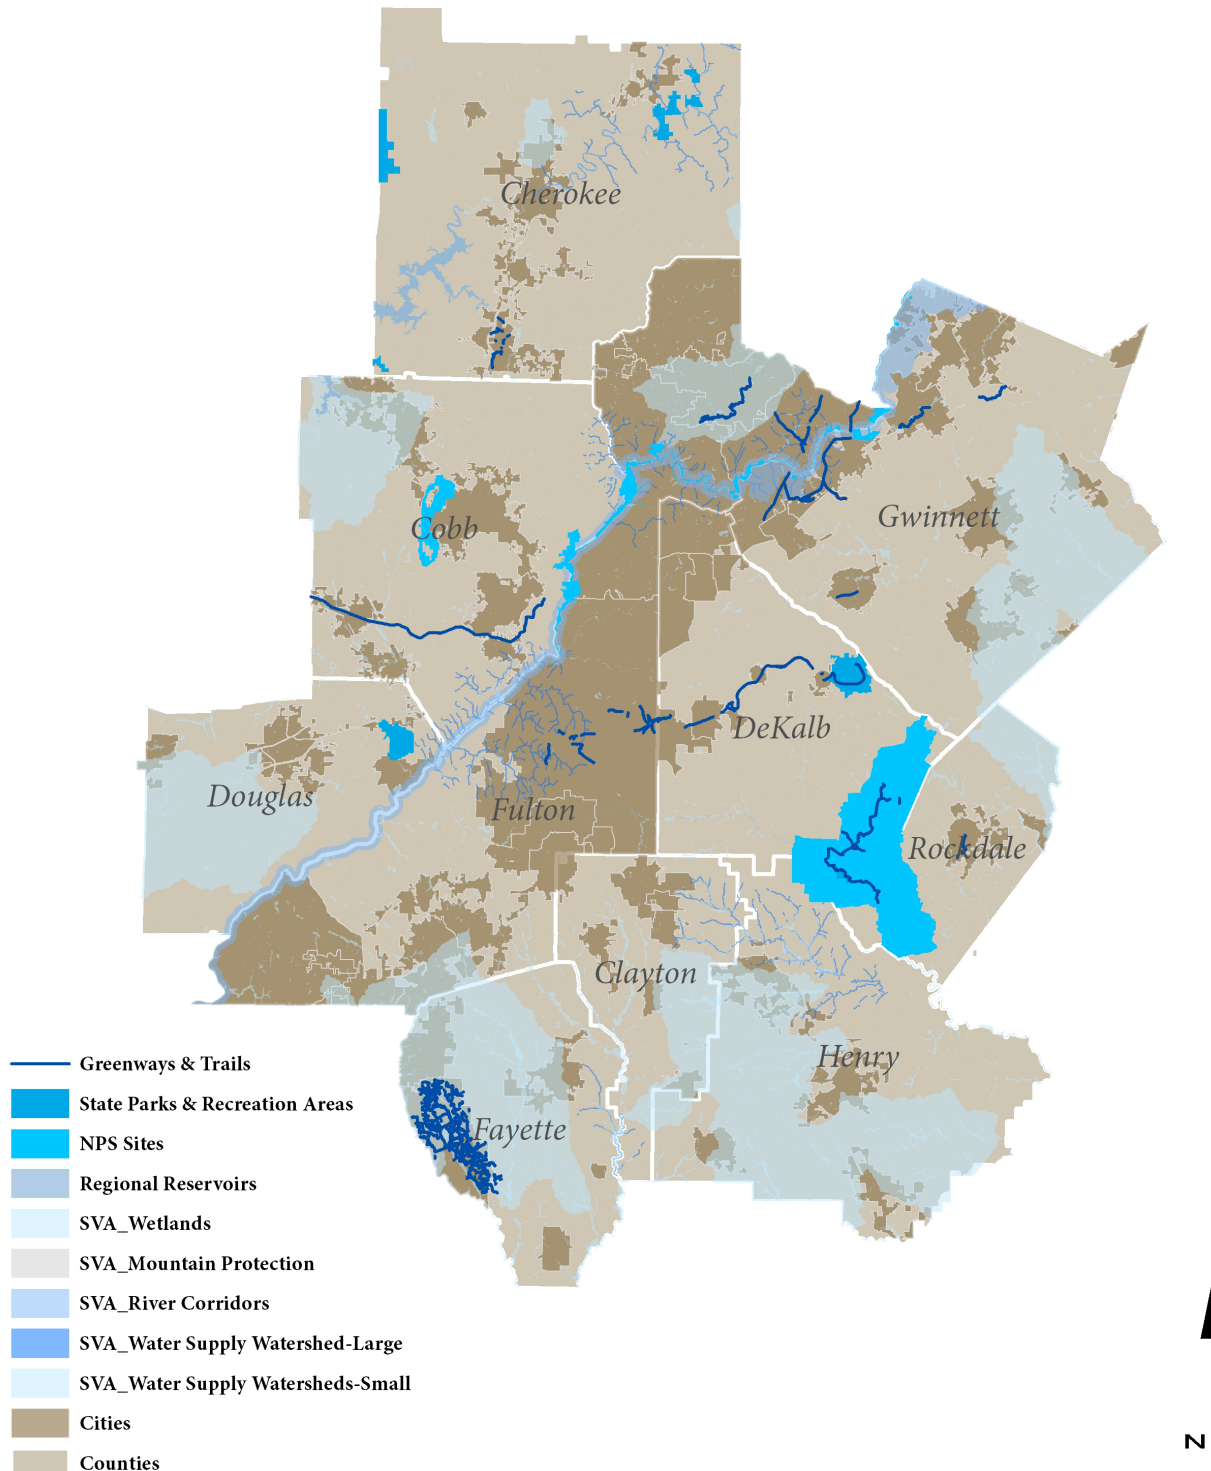 Cherokee
Cobb
Gwinnett
DeKalb
Douglas
Fulton
Rockdale
Clayton
Henry
Fayette
Greenways & Trails
State Parks & Recreation Areas
NPS Sites
Regional Reservoirs
SVA_Wetlands
SVA_Mountain Protection
SVA_River Corridors
SVA_Water Supply Watershed-Large
SVA_Water Supply Watersheds-Small
Cities
Counties
N